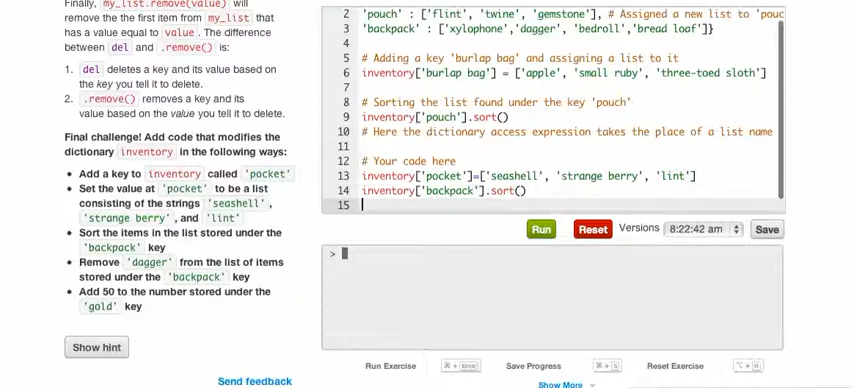 Finally, my_list.remove(value) will
remove the the first item from my_list that
has a value equal to value . The difference
between del and .remove() is:
1. del deletes a key and its value based on
the key you tell it to delete.
2. .remove() removes a key and its
value based on the value you tell it to delete.
Final challenge! Add code that modifies the
dictionary inventory in the following ways:
• Add a key to inventory called 'pocket'
• Set the value at 'pocket' to be a list
consisting of the strings 'seashell' ,
'strange berry' , and 'lint'
• Sort the items in the list stored under the
'backpack' key
• Remove 'dagger' from the list of items
stored under the 'backpack' key
• Add 50 to the number stored under the
'gold' key
Show hint
Send feedback
2 'pouch' : ['flint', 'twine', 'gemstone'], # Assigned a new list to 'pouc
3 'backpack' : ['xylophone','dagger', 'bedroll','bread loaf']}
4
5 # Adding a key 'burlap bag' and assigning a list to it
6 inventory['burlap bag'] = ['apple', 'small ruby', 'three-toed sloth']
7
8 # Sorting the list found under the key 'pouch'
9 inventory['pouch'].sort()
10 # Here the dictionary access expression takes the place of a list name
11
12 # Your code here
13 inventory['pocket']=['seashell', 'strange berry', 'lint']
14 inventory['backpack'].sort()
15
Run Reset Versions 8:22:42 am Save
>
Run Exercise ⌘ + Enter Save Progress ⌘ + S Reset Exercise
Show More